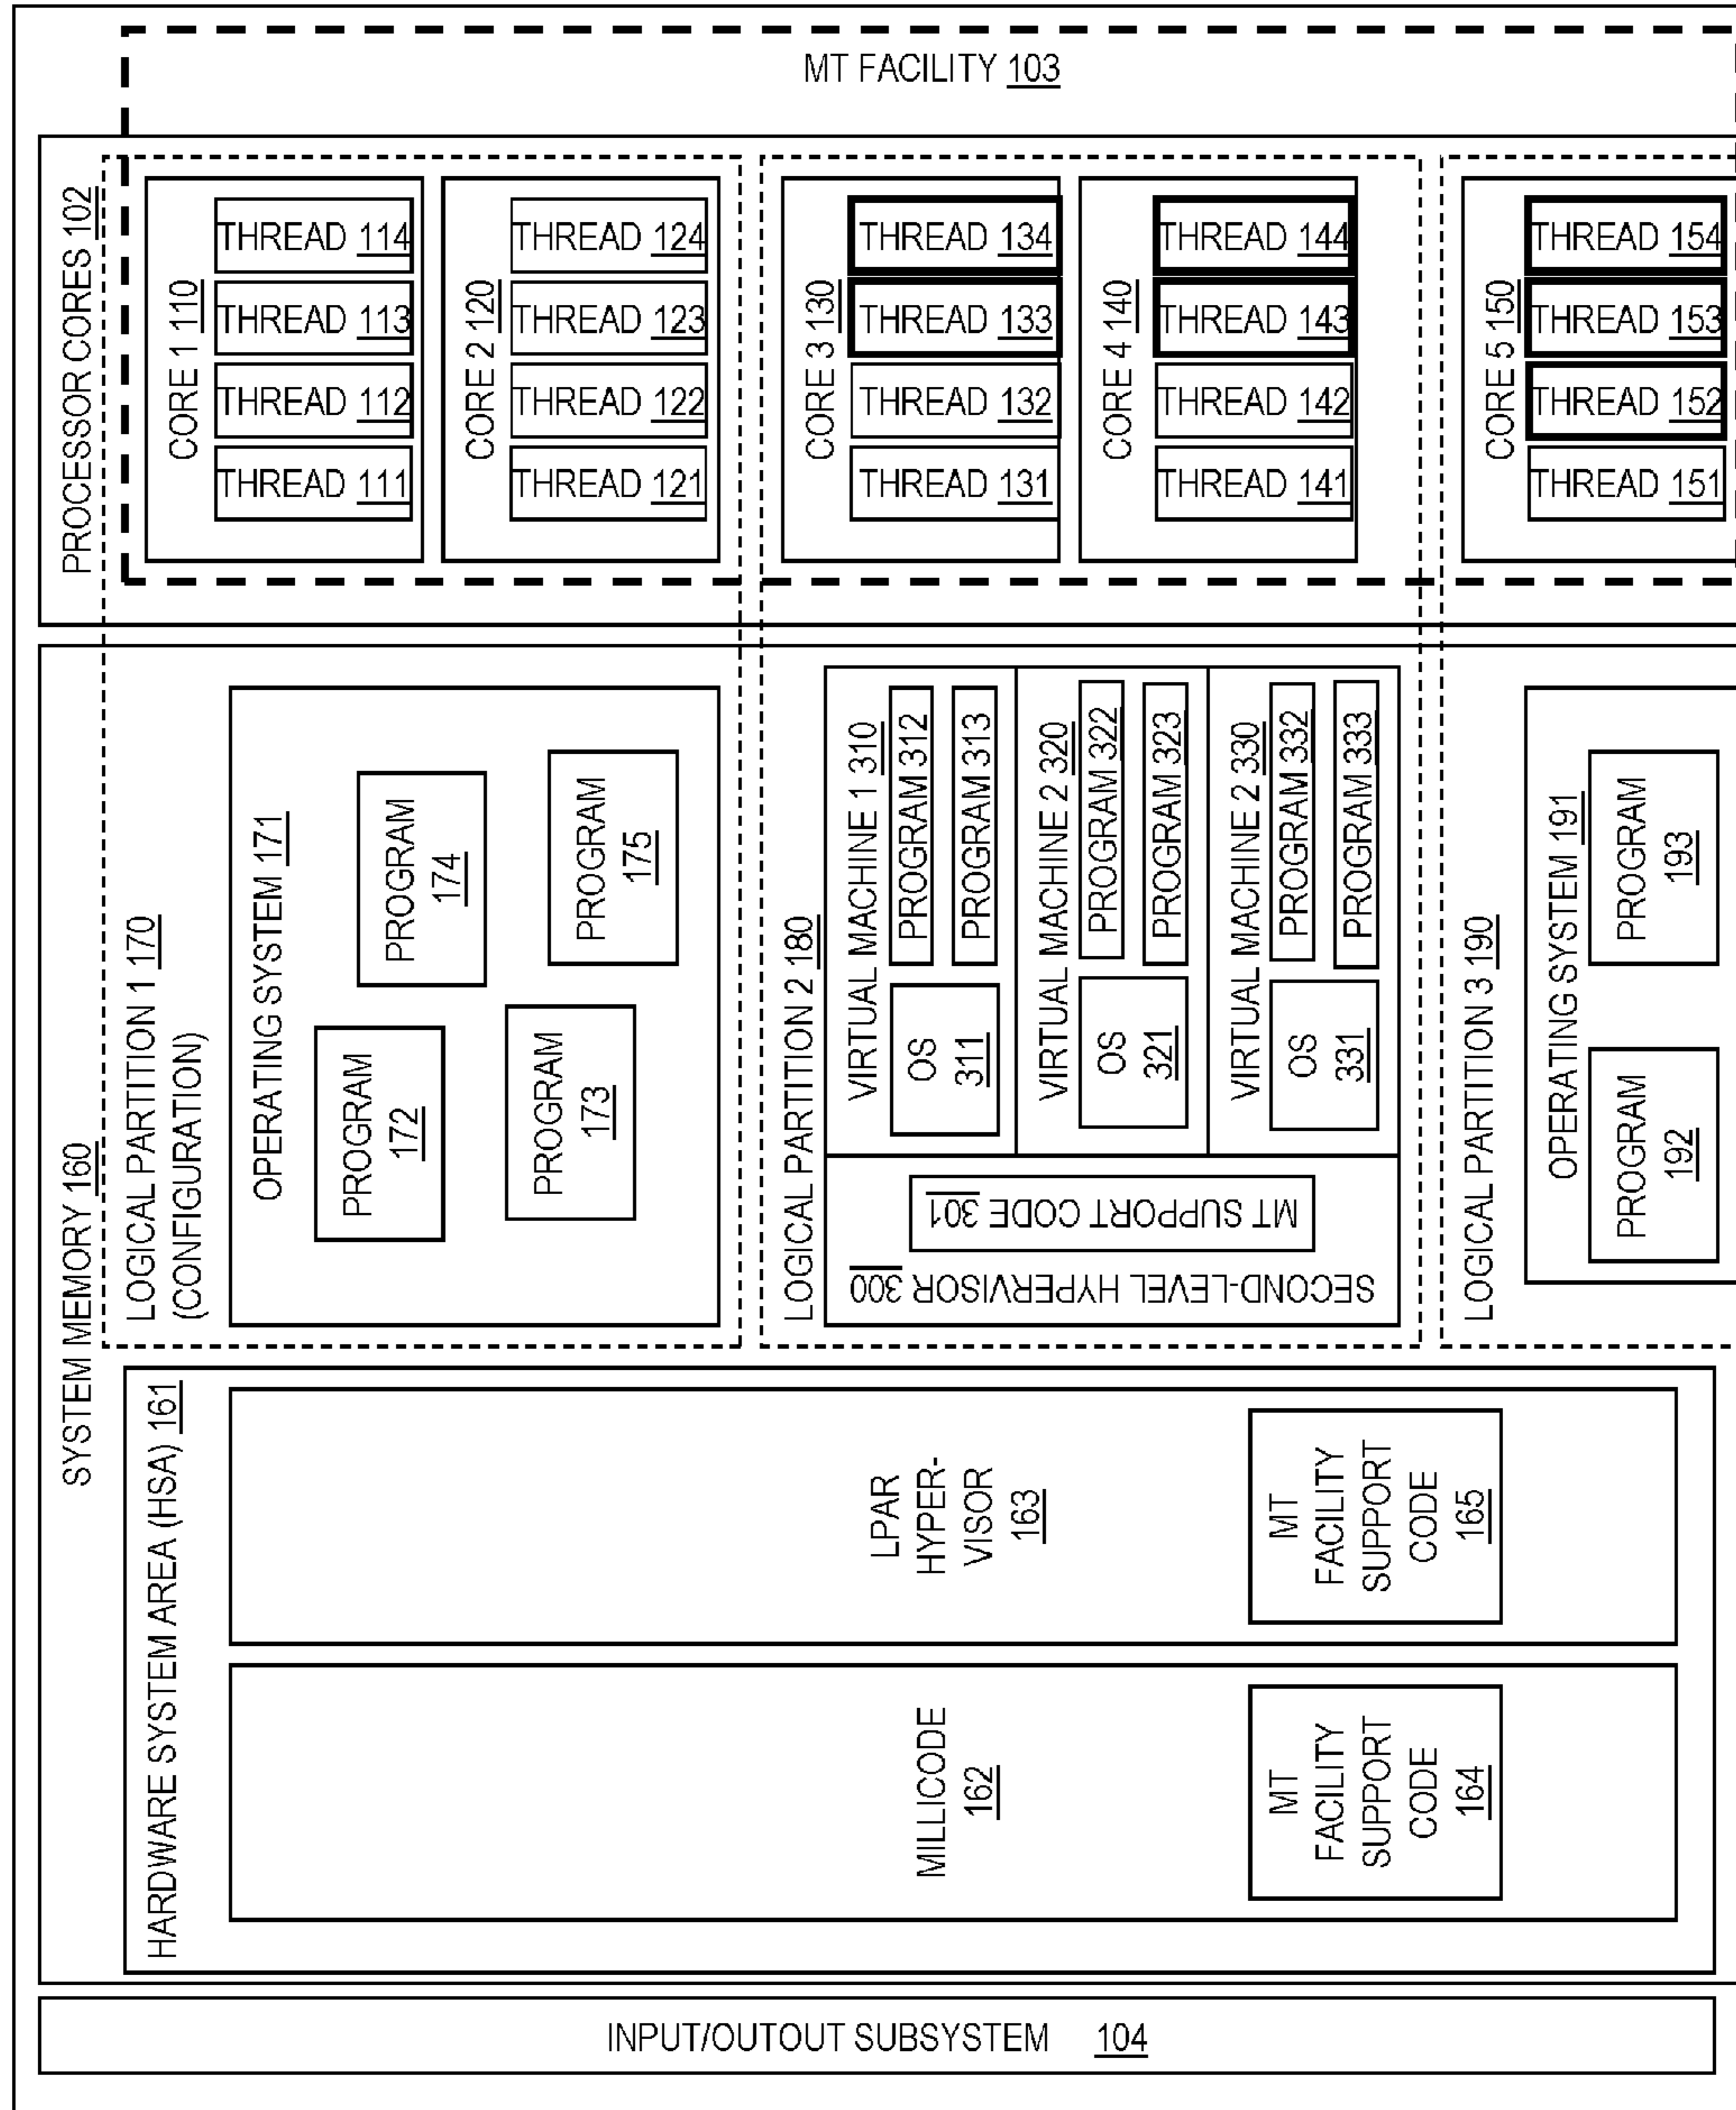 MT FACILITY 103
PROCESSOR CORES 102
CORE 1 110
THREAD 111
THREAD 112
THREAD 113
THREAD 114
CORE 2 120
THREAD 121
THREAD 122
THREAD 123
THREAD 124
CORE 3 130
THREAD 131
THREAD 132
THREAD 133
THREAD 134
CORE 4 140
THREAD 141
THREAD 142
THREAD 143
THREAD 144
CORE 5 150
THREAD 151
THREAD 152
THREAD 153
THREAD 154
SYSTEM MEMORY 160
LOGICAL PARTITION 1 170
(CONFIGURATION)
OPERATING SYSTEM 171
PROGRAM
172
PROGRAM
174
PROGRAM
173
PROGRAM
175
LOGICAL PARTITION 2 180
VIRTUAL MACHINE 1 310
OS
311
PROGRAM 312
PROGRAM 313
VIRTUAL MACHINE 2 320
OS
321
PROGRAM 322
PROGRAM 323
VIRTUAL MACHINE 2 330
OS
331
PROGRAM 332
PROGRAM 333
MT SUPPORT CODE 301
SECOND-LEVEL HYPERVISOR 300
LOGICAL PARTITION 3 190
OPERATING SYSTEM 191
PROGRAM
192
PROGRAM
193
HARDWARE SYSTEM AREA (HSA) 161
LPAR
HYPER-
VISOR
163
MT
FACILITY
SUPPORT
CODE
165
MILLICODE
162
MT
FACILITY
SUPPORT
CODE
164
INPUT/OUTOUT SUBSYSTEM 104